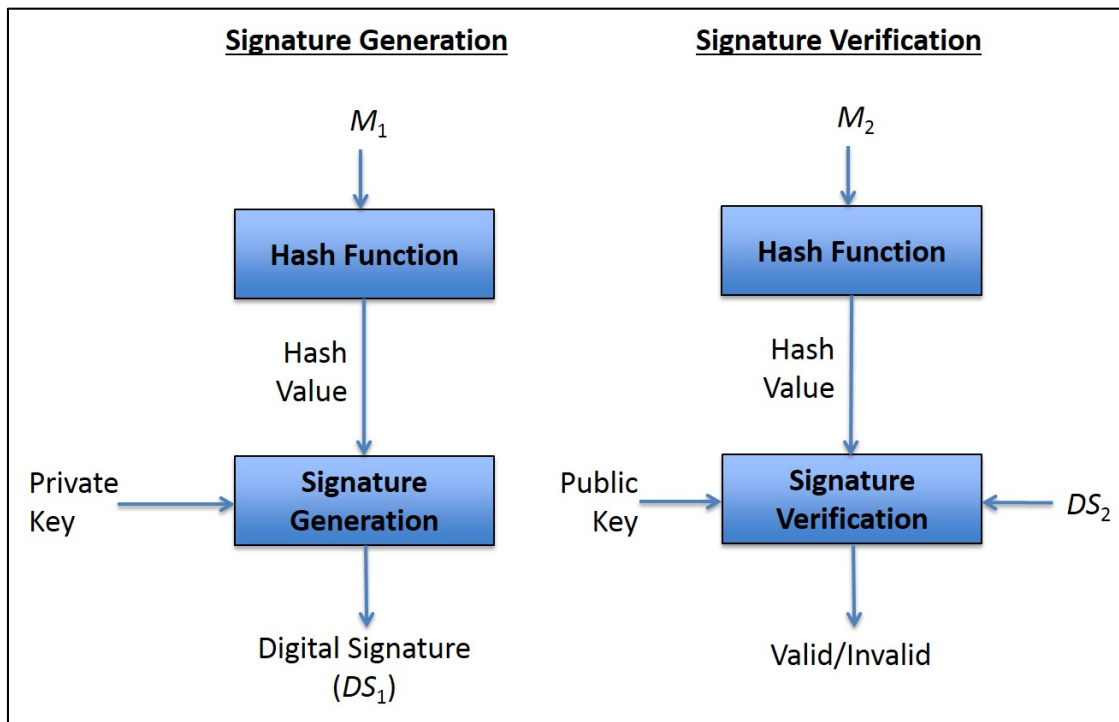 Signature Generation
M₁
Hash Function
Hash
Value
Private
Key
Signature
Generation
Digital Signature
(DS₁)
Signature Verification
M₂
Hash Function
Hash
Value
Public
Key
Signature
Verification
DS₂
Valid/Invalid